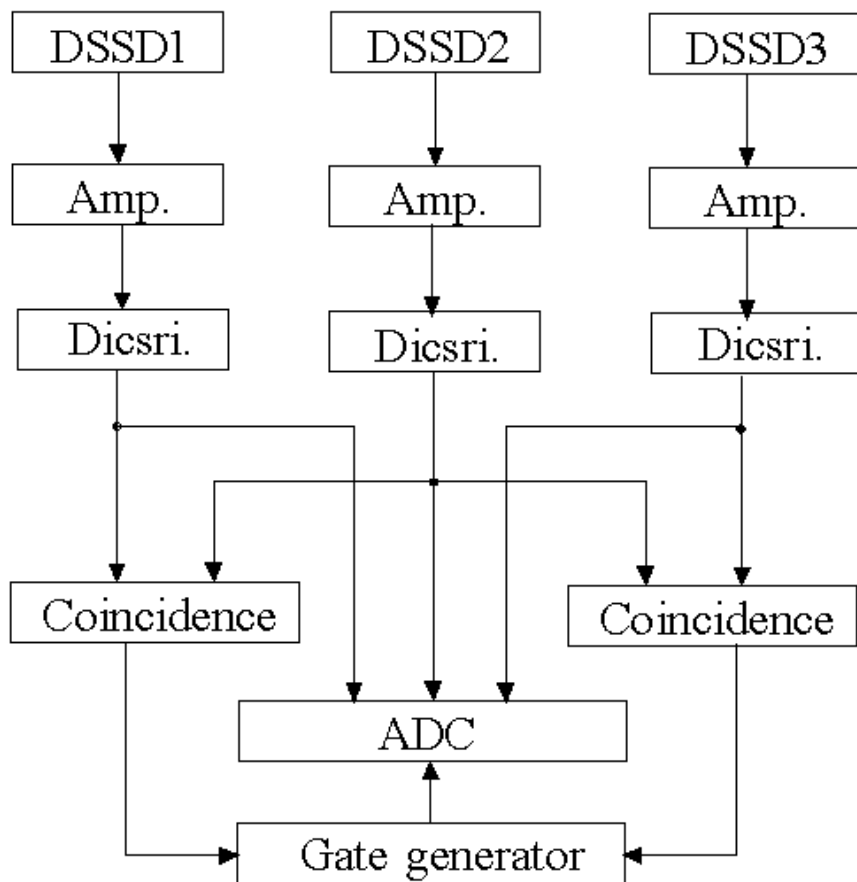 DSSD1
DSSD2
DSSD3
Amp.
Amp.
Amp.
Dicsri.
Dicsri.
Dicsri.
Coincidence
Coincidence
ADC
Gate generator